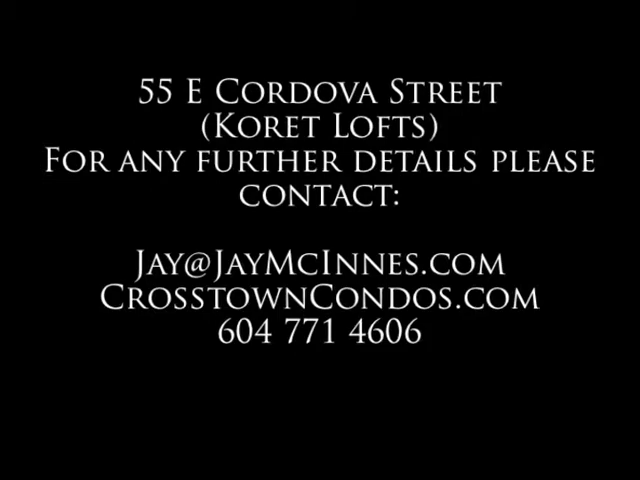 55 E Cordova Street
(Koret Lofts)
For any further details please
contact:
Jay@JayMcInnes.com
CrosstownCondos.com
604 771 4606